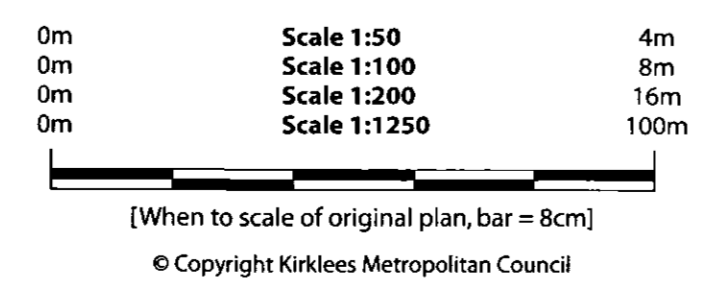 0m Scale 1:50 4m
0m Scale 1:100 8m
0m Scale 1:200 16m
0m Scale 1:1250 100m
[When to scale of original plan, bar = 8cm]
© Copyright Kirklees Metropolitan Council